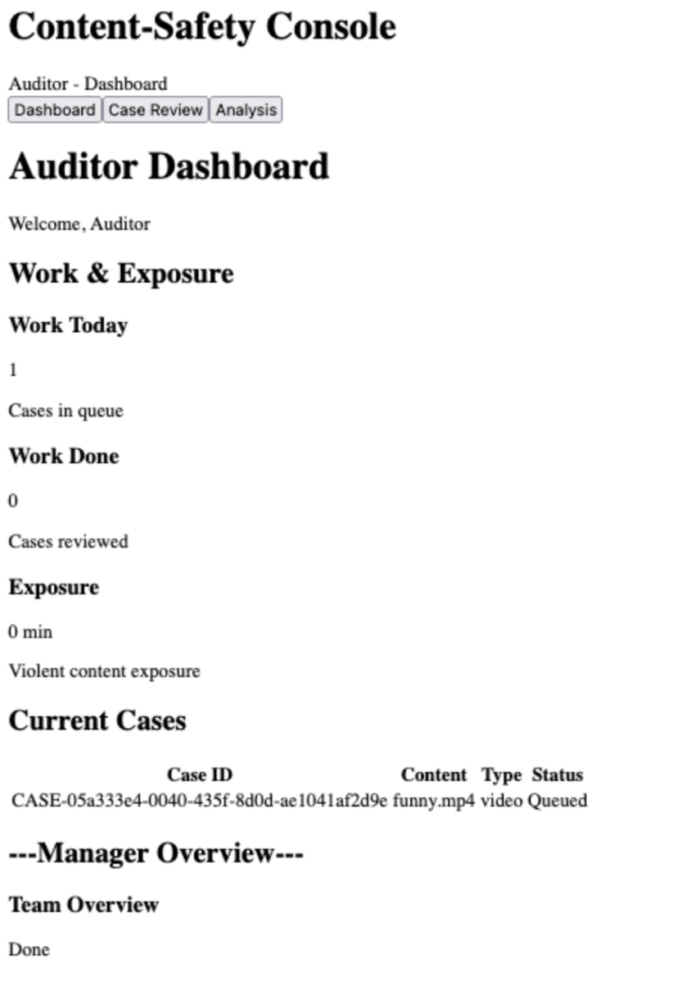 Content-Safety Console
Auditor - Dashboard
Dashboard Case Review Analysis
Auditor Dashboard
Welcome, Auditor
Work & Exposure
Work Today
1
Cases in queue
Work Done
0
Cases reviewed
Exposure
0 min
Violent content exposure
Current Cases
Case ID Content Type Status
CASE-05a333e4-0040-435f-8d0d-ae1041af2d9e funny.mp4 video Queued
---Manager Overview---
Team Overview
Done